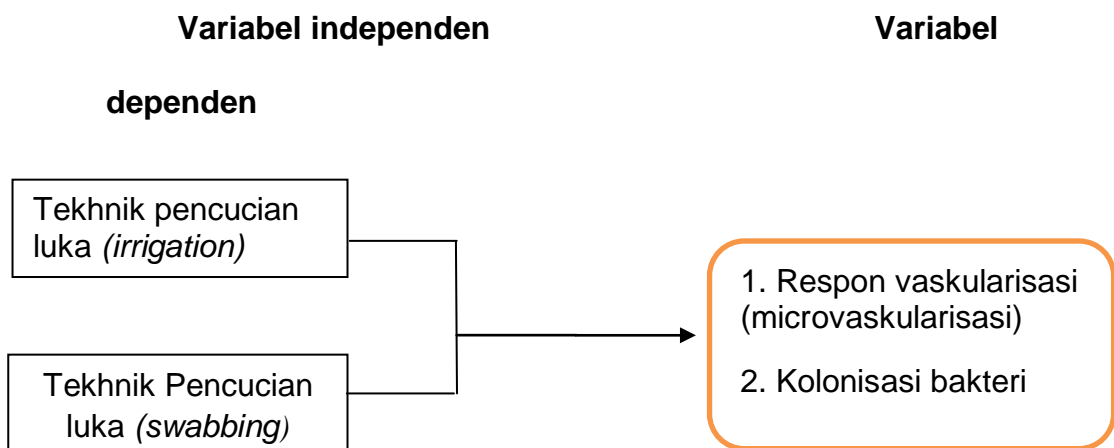 Variabel independen Variabel
dependen
Tekhnik pencucian
luka (irrigation)
1. Respon vaskularisasi
(microvaskularisasi)
2. Kolonisasi bakteri
Tekhnik Pencucian
luka (swabbing)